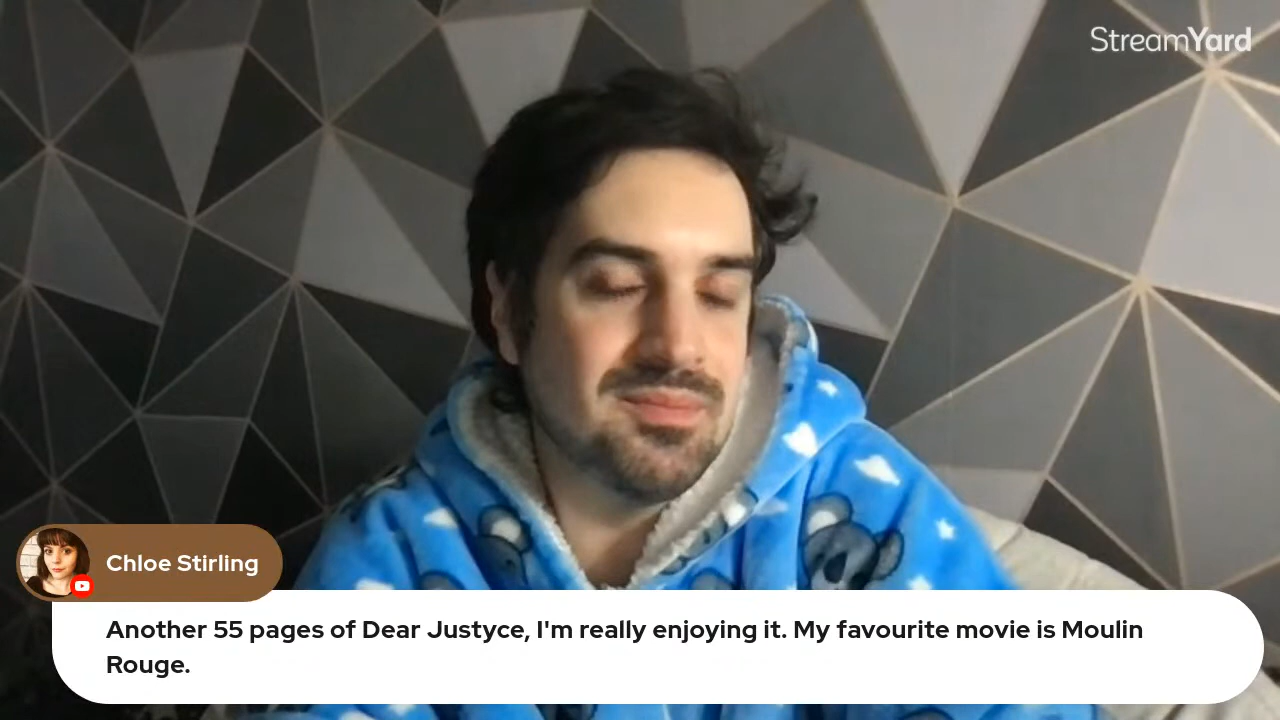 StreamYard
Chloe Stirling
Another 55 pages of Dear Justyce, I'm really enjoying it. My favourite movie is Moulin
Rouge.